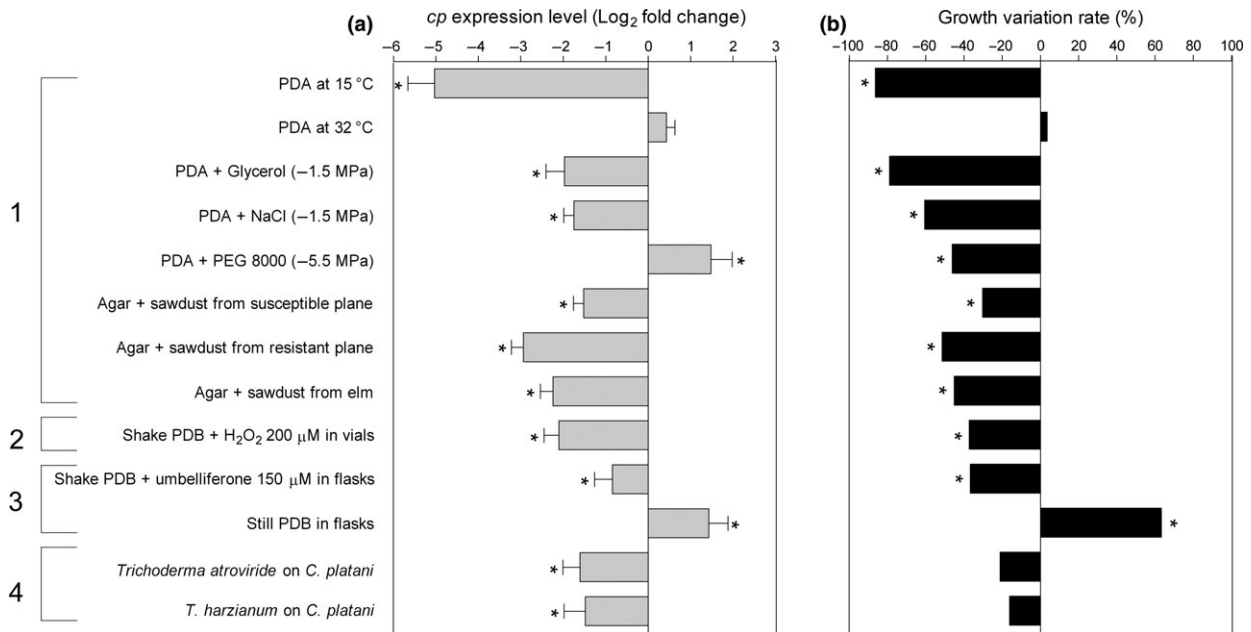 (a) cp expression level (Log₂ fold change)
(b) Growth variation rate (%)
−6 −5 −4 −3 −2 −1 0 1 2 3
−100 −80 −60 −40 −20 0 20 40 60 80 100
1
PDA at 15 °C
*
*
PDA at 32 °C
PDA + Glycerol (−1.5 MPa)
*
*
PDA + NaCl (−1.5 MPa)
*
*
PDA + PEG 8000 (−5.5 MPa)
*
*
Agar + sawdust from susceptible plane
*
*
Agar + sawdust from resistant plane
*
*
Agar + sawdust from elm
*
*
2
Shake PDB + H₂O₂ 200 μM in vials
*
*
3
Shake PDB + umbelliferone 150 μM in flasks
*
*
Still PDB in flasks
*
*
4
Trichoderma atroviride on C. platani
*
T. harzianum on C. platani
*